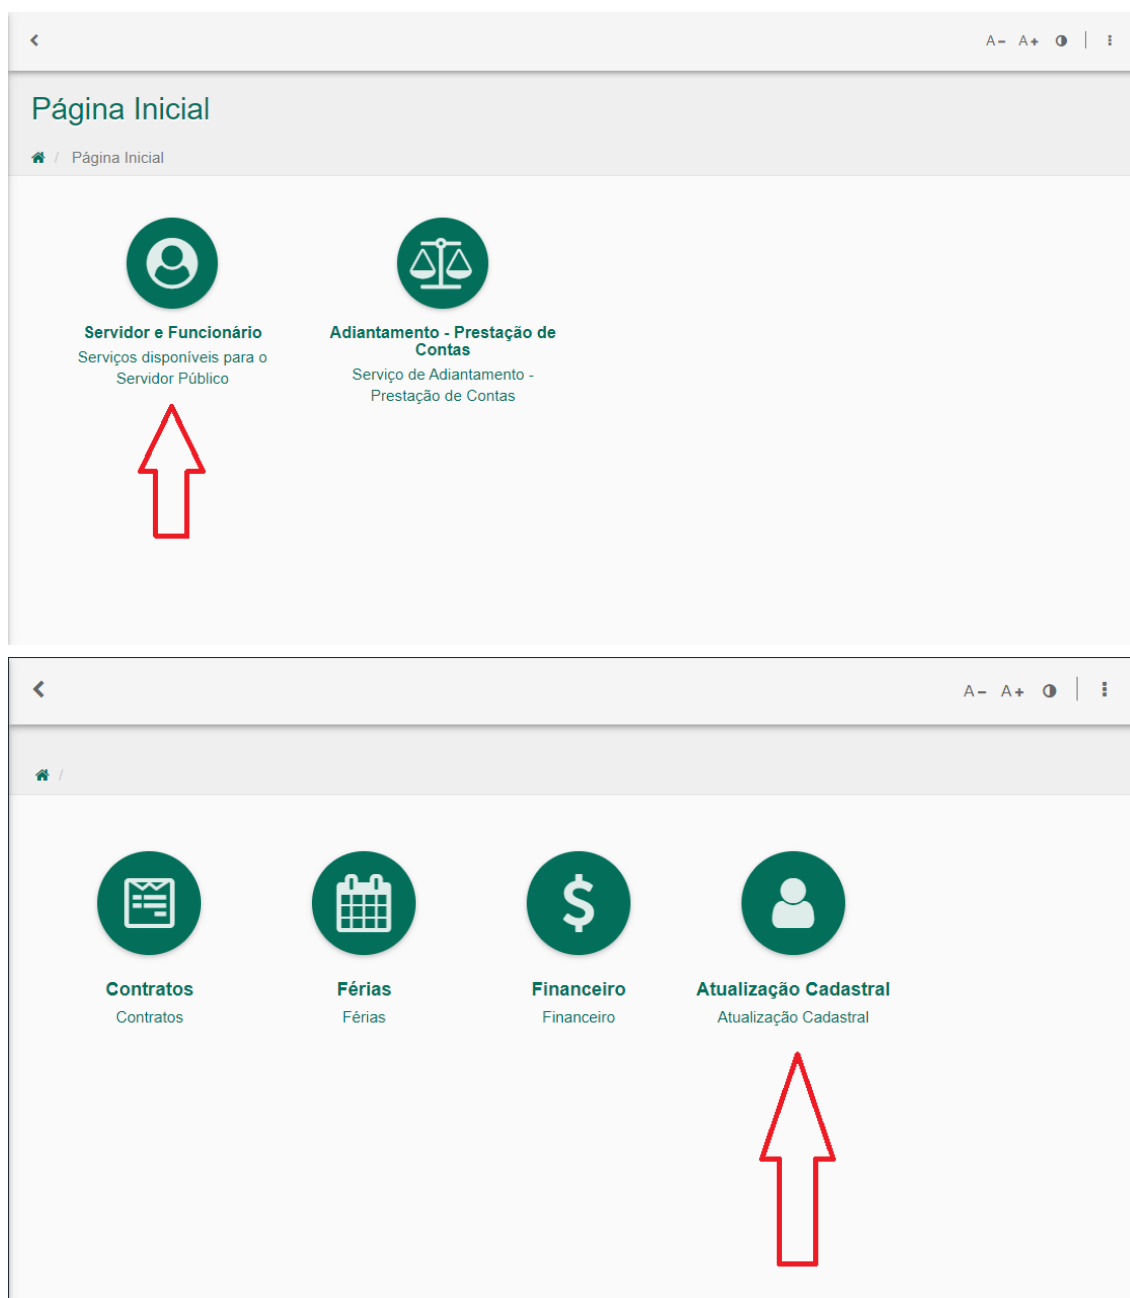 A- A+
Página Inicial
/ Página Inicial
Servidor e Funcionário
Serviços disponíveis para o
Servidor Público
Adiantamento - Prestação de
Contas
Serviço de Adiantamento -
Prestação de Contas
A- A+
/
Contratos
Contratos
Férias
Férias
Financeiro
Financeiro
Atualização Cadastral
Atualização Cadastral